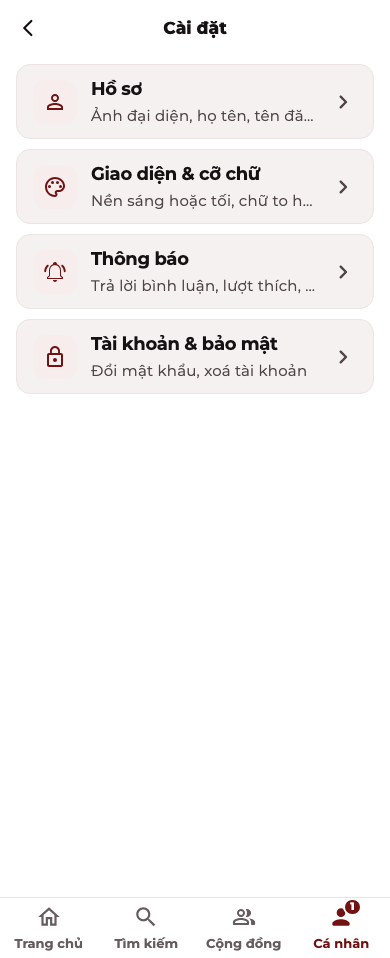 Cài đặt
Hồ sơ
Ảnh đại diện, họ tên, tên đă...
Giao diện & cỡ chữ
Nền sáng hoặc tối, chữ to h...
Thông báo
Trả lời bình luận, lượt thích, ...
Tài khoản & bảo mật
Đổi mật khẩu, xoá tài khoản
1
Trang chủ
Tìm kiếm
Cộng đồng
Cá nhân